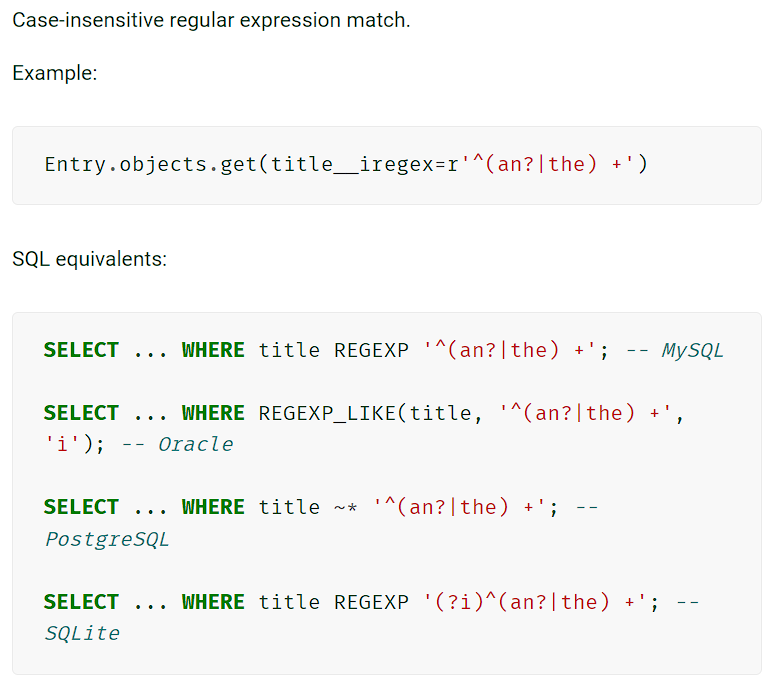 Case-insensitive regular expression match.
Example:
Entry.objects.get(title__iregex=r'^(an?|the) +')
SQL equivalents:
SELECT ... WHERE title REGEXP '^(an?|the) +'; -- MySQL
SELECT ... WHERE REGEXP_LIKE(title, '^(an?|the) +',
'i'); -- Oracle
SELECT ... WHERE title ~* '^(an?|the) +'; --
PostgreSQL
SELECT ... WHERE title REGEXP '(?i)^(an?|the) +'; --
SQLite